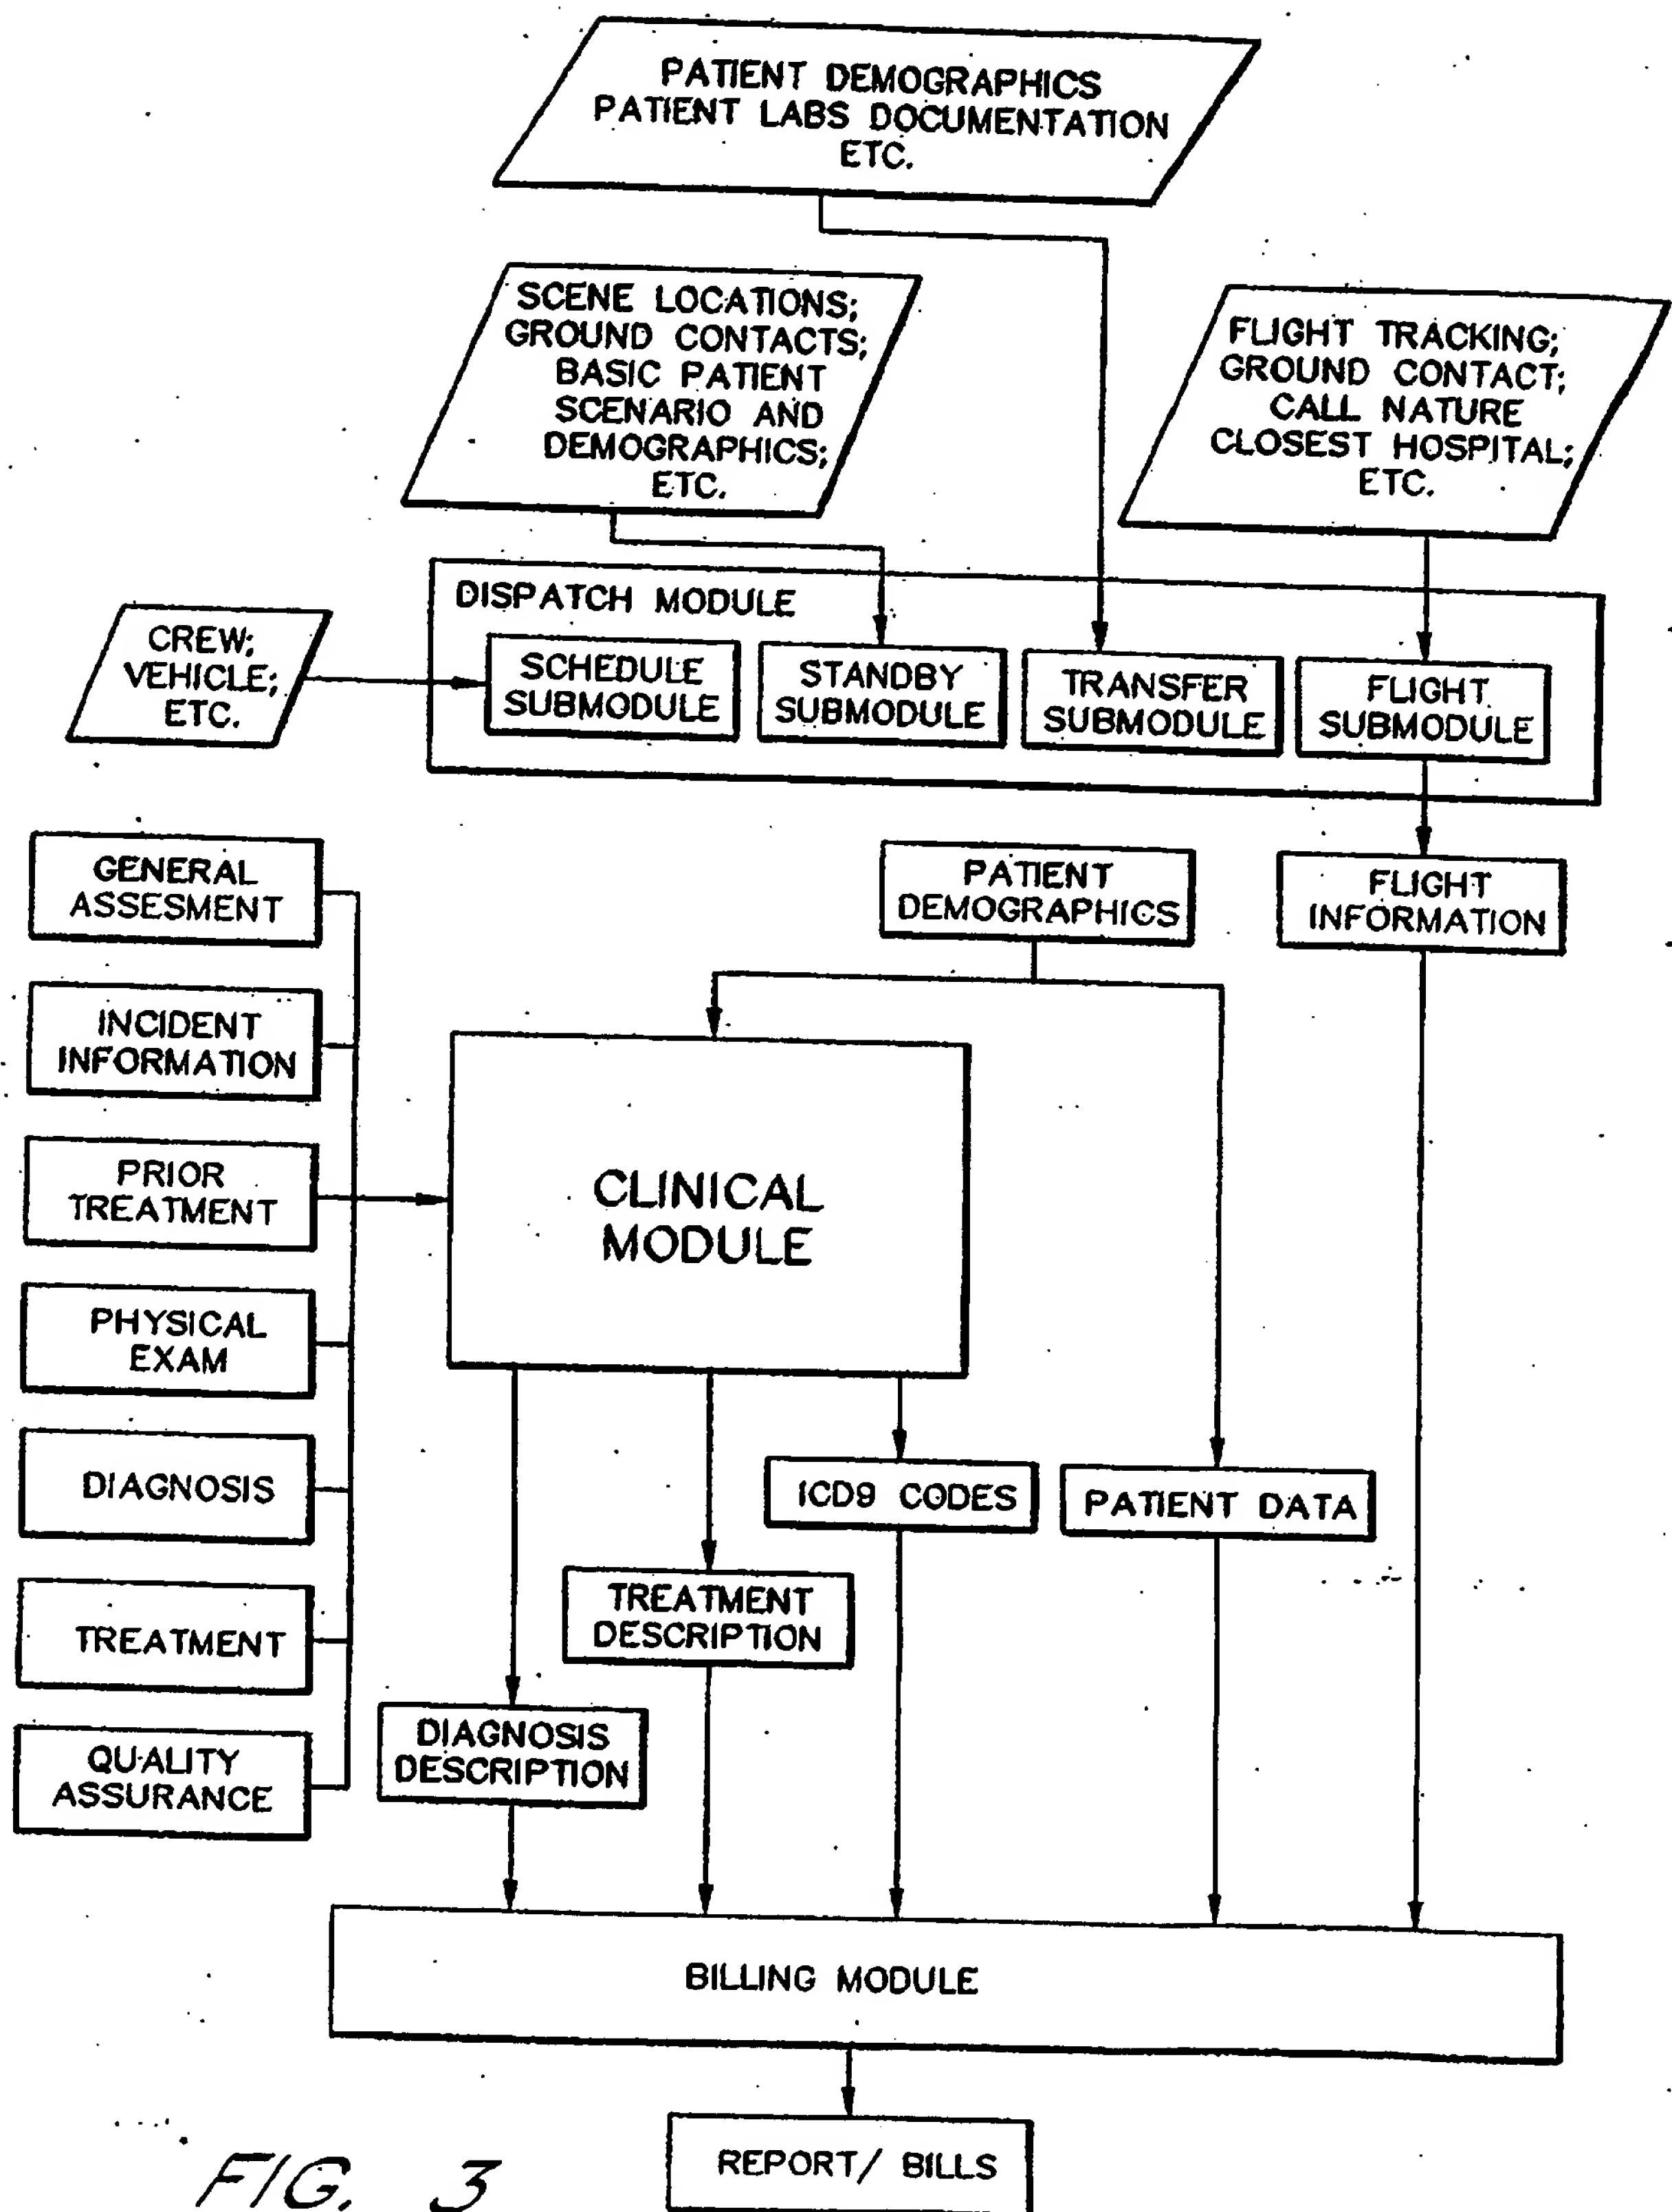 PATIENT DEMOGRAPHICS
PATIENT LABS DOCUMENTATION
ETC.
SCENE LOCATIONS;
GROUND CONTACTS;
BASIC PATIENT
SCENARIO AND
DEMOGRAPHICS;
ETC.
FLIGHT TRACKING;
GROUND CONTACT;
CALL NATURE
CLOSEST HOSPITAL;
ETC.
DISPATCH MODULE
CREW;
VEHICLE;
ETC.
SCHEDULE
SUBMODULE
STANDBY
SUBMODULE
TRANSFER
SUBMODULE
FLIGHT
SUBMODULE
GENERAL
ASSESMENT
PATIENT
DEMOGRAPHICS
FLIGHT
INFORMATION
INCIDENT
INFORMATION
PRIOR
TREATMENT
CLINICAL
MODULE
PHYSICAL
EXAM
DIAGNOSIS
ICD9 CODES
PATIENT DATA
TREATMENT
TREATMENT
DESCRIPTION
QUALITY
ASSURANCE
DIAGNOSIS
DESCRIPTION
BILLING MODULE
REPORT/ BILLS
FIG. 3